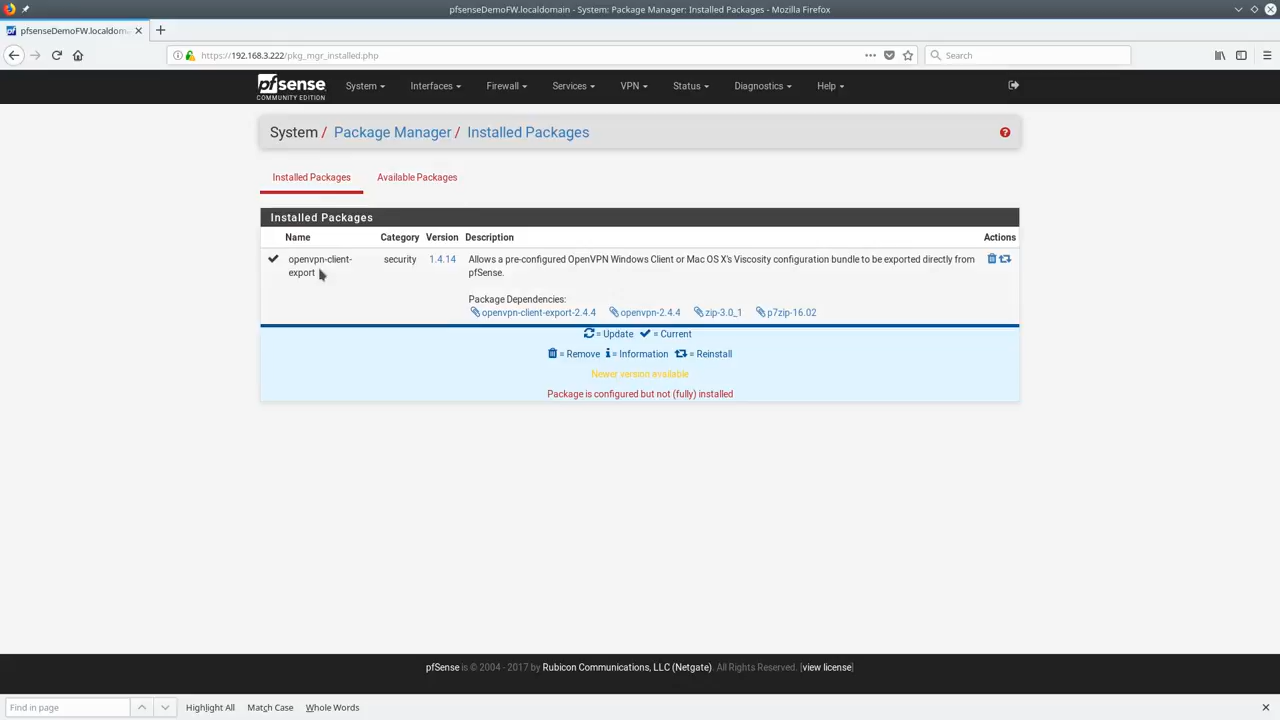 pfsenseDemoFW.localdomain - System: Package Manager: Installed Packages - Mozilla Firefox
pfsenseDemoFW.localdoma
https://192.168.3.222/pkg_mgr_installed.php
Search
pfsense
COMMUNITY EDITION
System Interfaces Firewall Services VPN Status Diagnostics Help
System / Package Manager / Installed Packages
Installed Packages Available Packages
Installed Packages
Name Category Version Description Actions
openvpn-client- security 1.4.14 Allows a pre-configured OpenVPN Windows Client or Mac OS X's Viscosity configuration bundle to be exported directly from
export pfSense.
Package Dependencies:
openvpn-client-export-2.4.4 openvpn-2.4.4 zip-3.0_1 p7zip-16.02
= Update = Current
= Remove = Information = Reinstall
Newer version available
Package is configured but not (fully) installed
pfSense is © 2004 - 2017 by Rubicon Communications, LLC (Netgate). All Rights Reserved. [view license]
Find in page Highlight All Match Case Whole Words